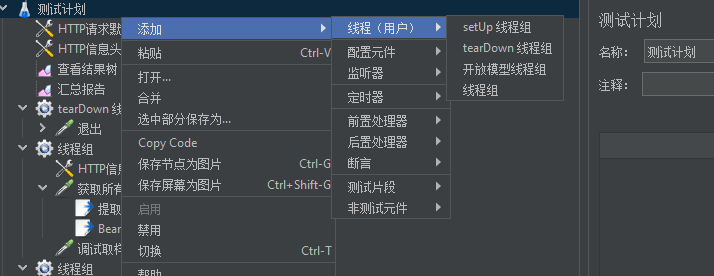 测试计划
HTTP请求默
HTTP信息头
查看结果树
汇总报告
tearDown 线
退出
线程组
HTTP信息
获取所有
提取
Bear
调试取样
线程组
添加
粘贴 Ctrl-V
打开...
合并
选中部分保存为...
Copy Code
保存节点为图片 Ctrl-G
保存屏幕为图片 Ctrl+Shift-G
启用
禁用
切换 Ctrl-T
帮助
线程（用户）
配置元件
监听器
定时器
前置处理器
后置处理器
断言
测试片段
非测试元件
setUp 线程组
tearDown 线程组
开放模型线程组
线程组
测试计划
名称： 测试计划
注释：